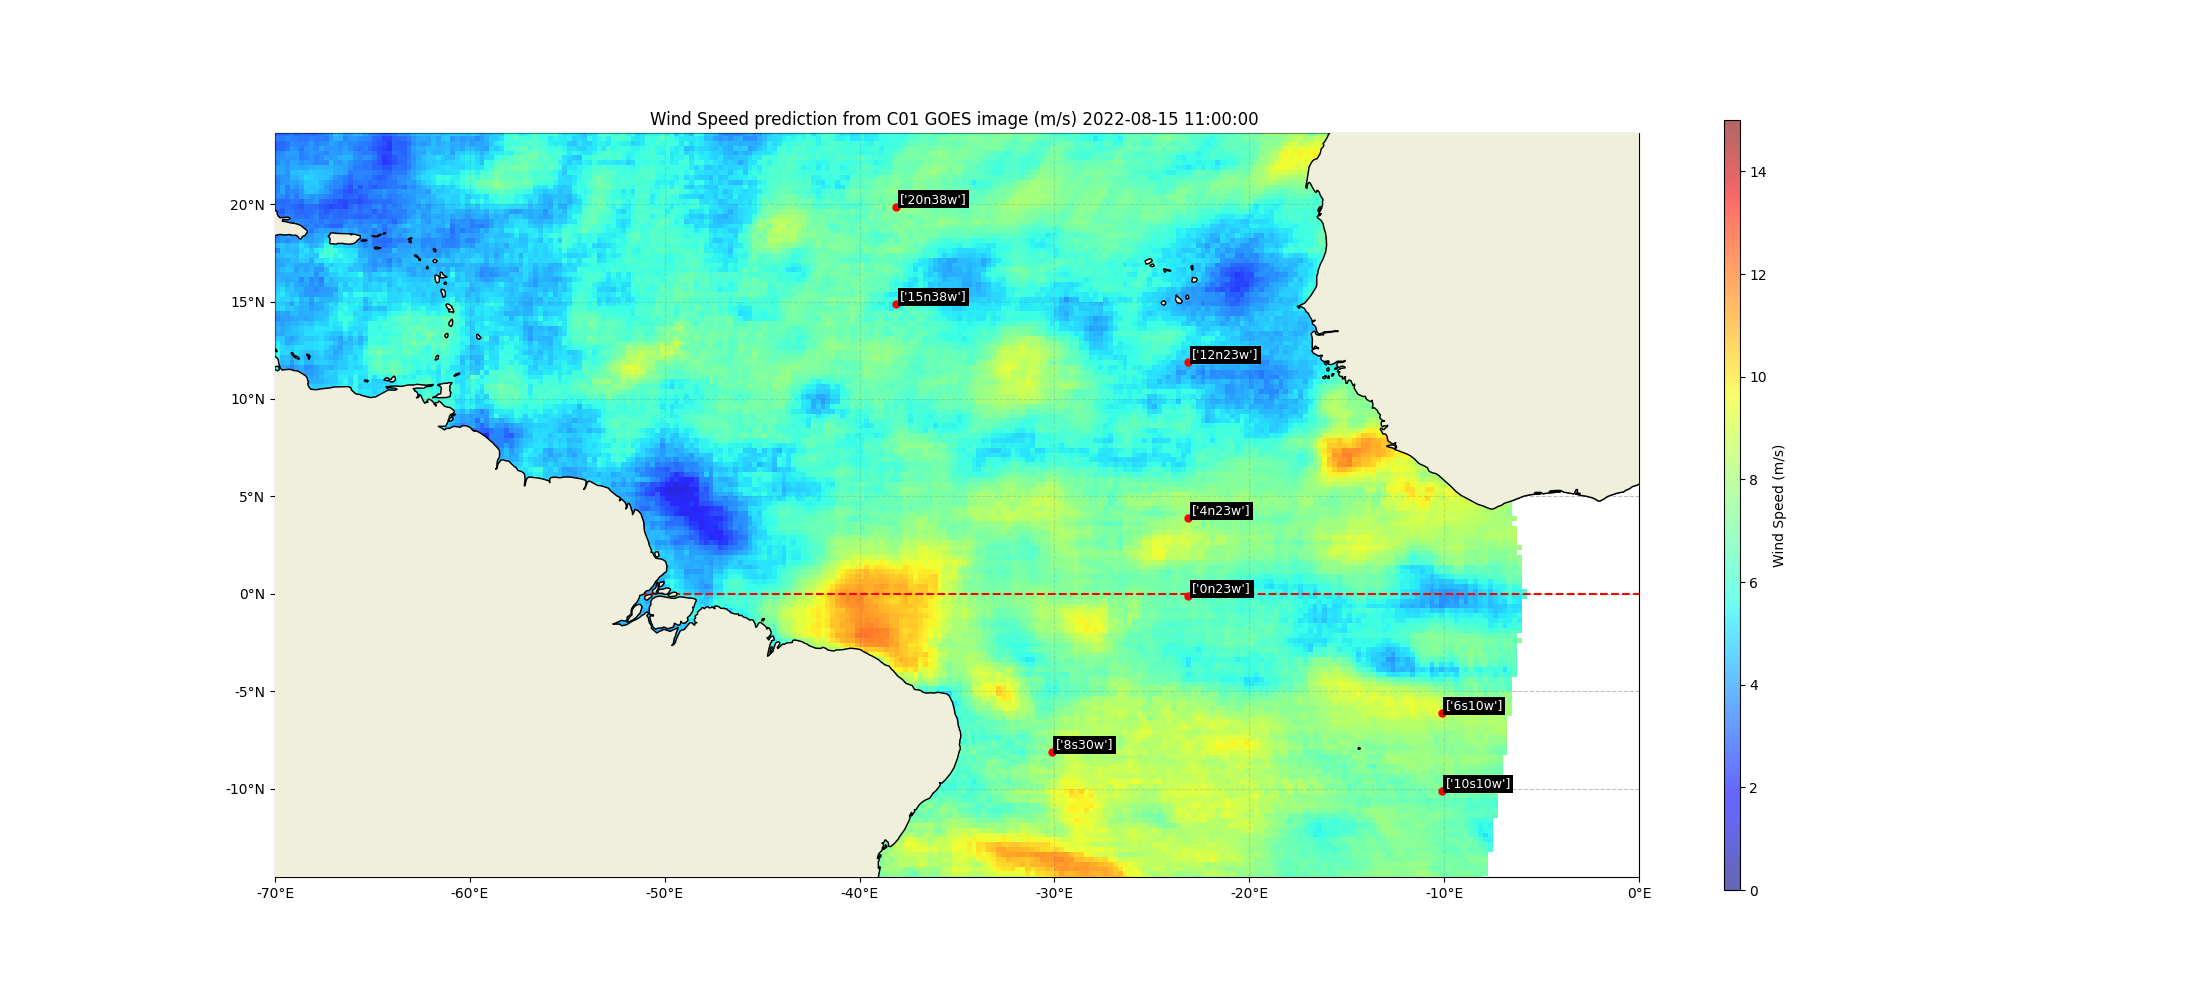 Wind Speed prediction from C01 GOES image (m/s) 2022-08-15 11:00:00
20°N
15°N
10°N
5°N
0°N
-5°N
-10°N
-70°E
-60°E
-50°E
-40°E
-30°E
-20°E
-10°E
0°E
['20n38w']
['15n38w']
['12n23w']
['4n23w']
['0n23w']
['6s10w']
['8s30w']
['10s10w']
14
12
10
8
6
4
2
0
Wind Speed (m/s)